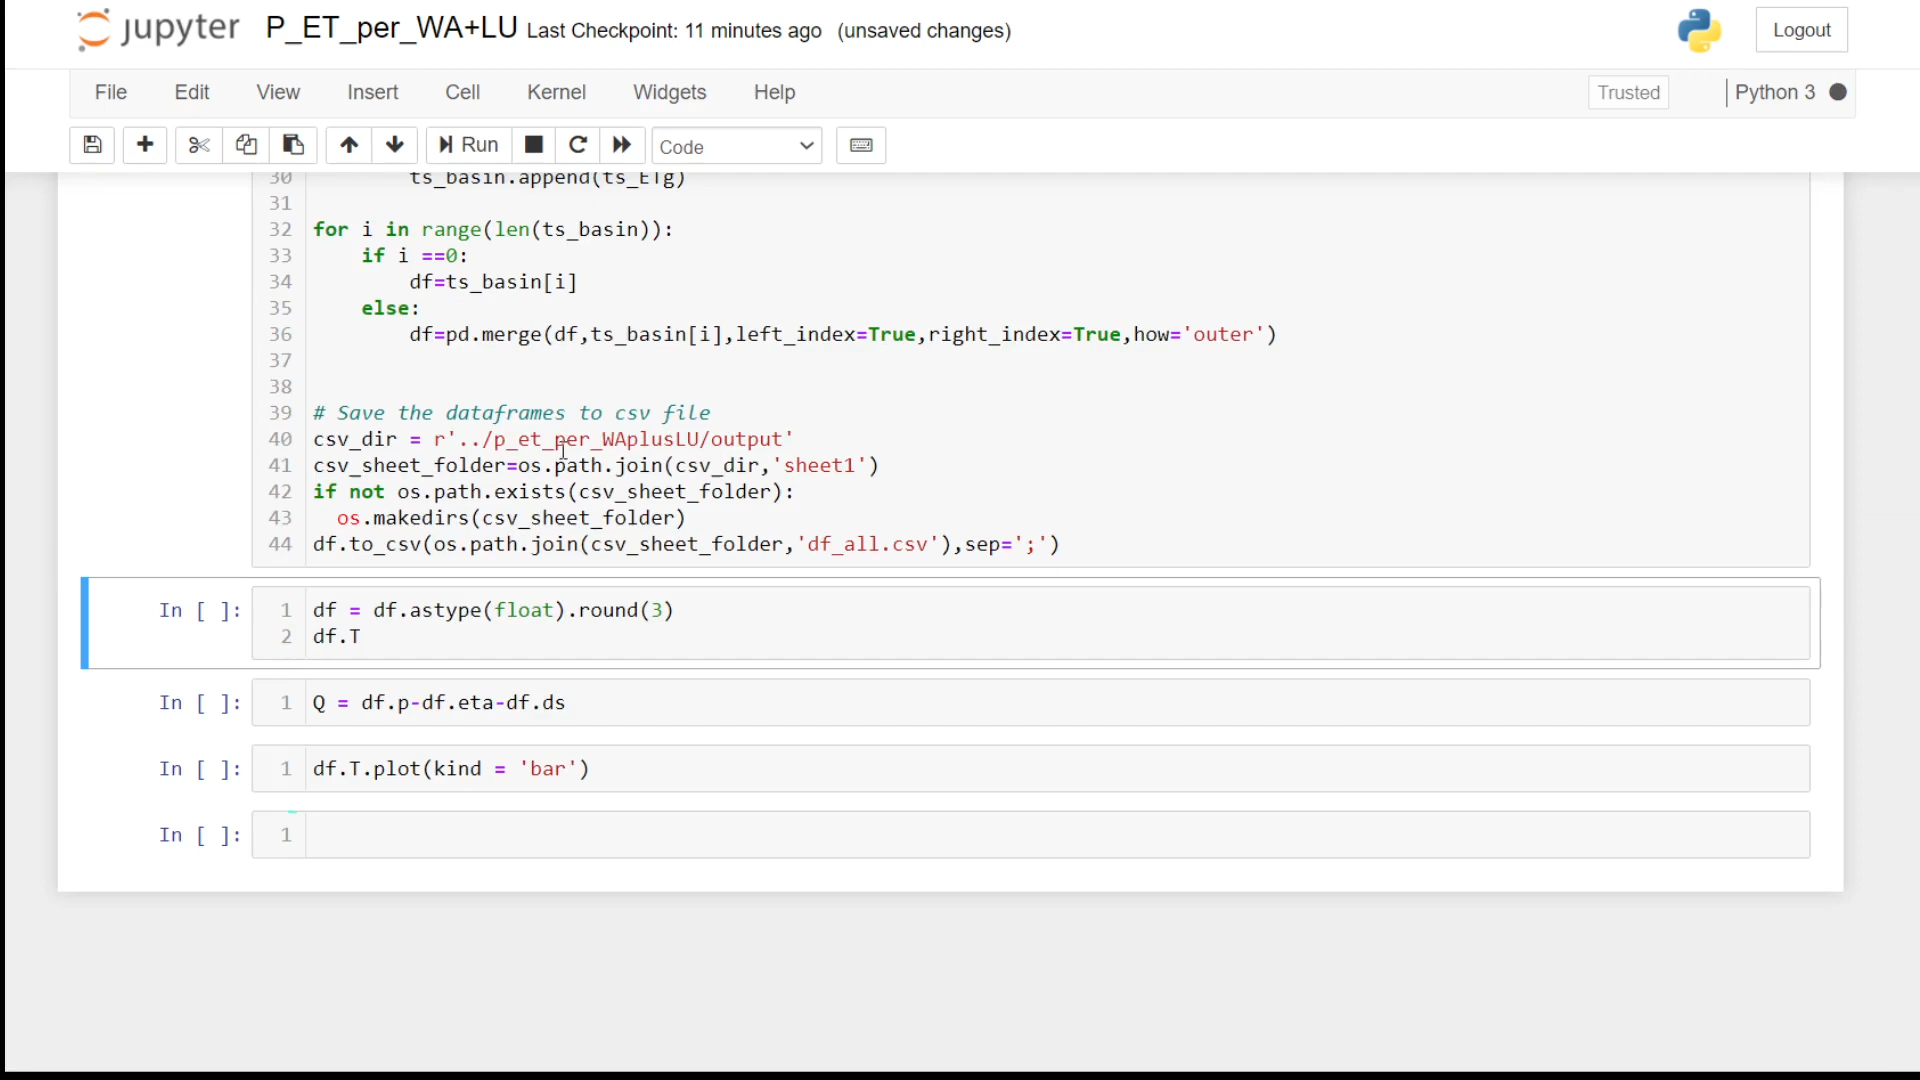 jupyter P_ET_per_WA+LU Last Checkpoint: 11 minutes ago (unsaved changes) Logout
File Edit View Insert Cell Kernel Widgets Help Trusted Python 3
Run Code
30 ts_basin.append(ts_ETg)
31
32 for i in range(len(ts_basin)):
33 if i ==0:
34 df=ts_basin[i]
35 else:
36 df=pd.merge(df,ts_basin[i],left_index=True,right_index=True,how='outer')
37
38
39 # Save the dataframes to csv file
40 csv_dir = r'../p_et_per_WAplusLU/output'
41 csv_sheet_folder=os.path.join(csv_dir,'sheet1')
42 if not os.path.exists(csv_sheet_folder):
43 os.makedirs(csv_sheet_folder)
44 df.to_csv(os.path.join(csv_sheet_folder,'df_all.csv'),sep=';')
In [ ]: 1 df = df.astype(float).round(3)
2 df.T
In [ ]: 1 Q = df.p-df.eta-df.ds
In [ ]: 1 df.T.plot(kind = 'bar')
In [ ]: 1